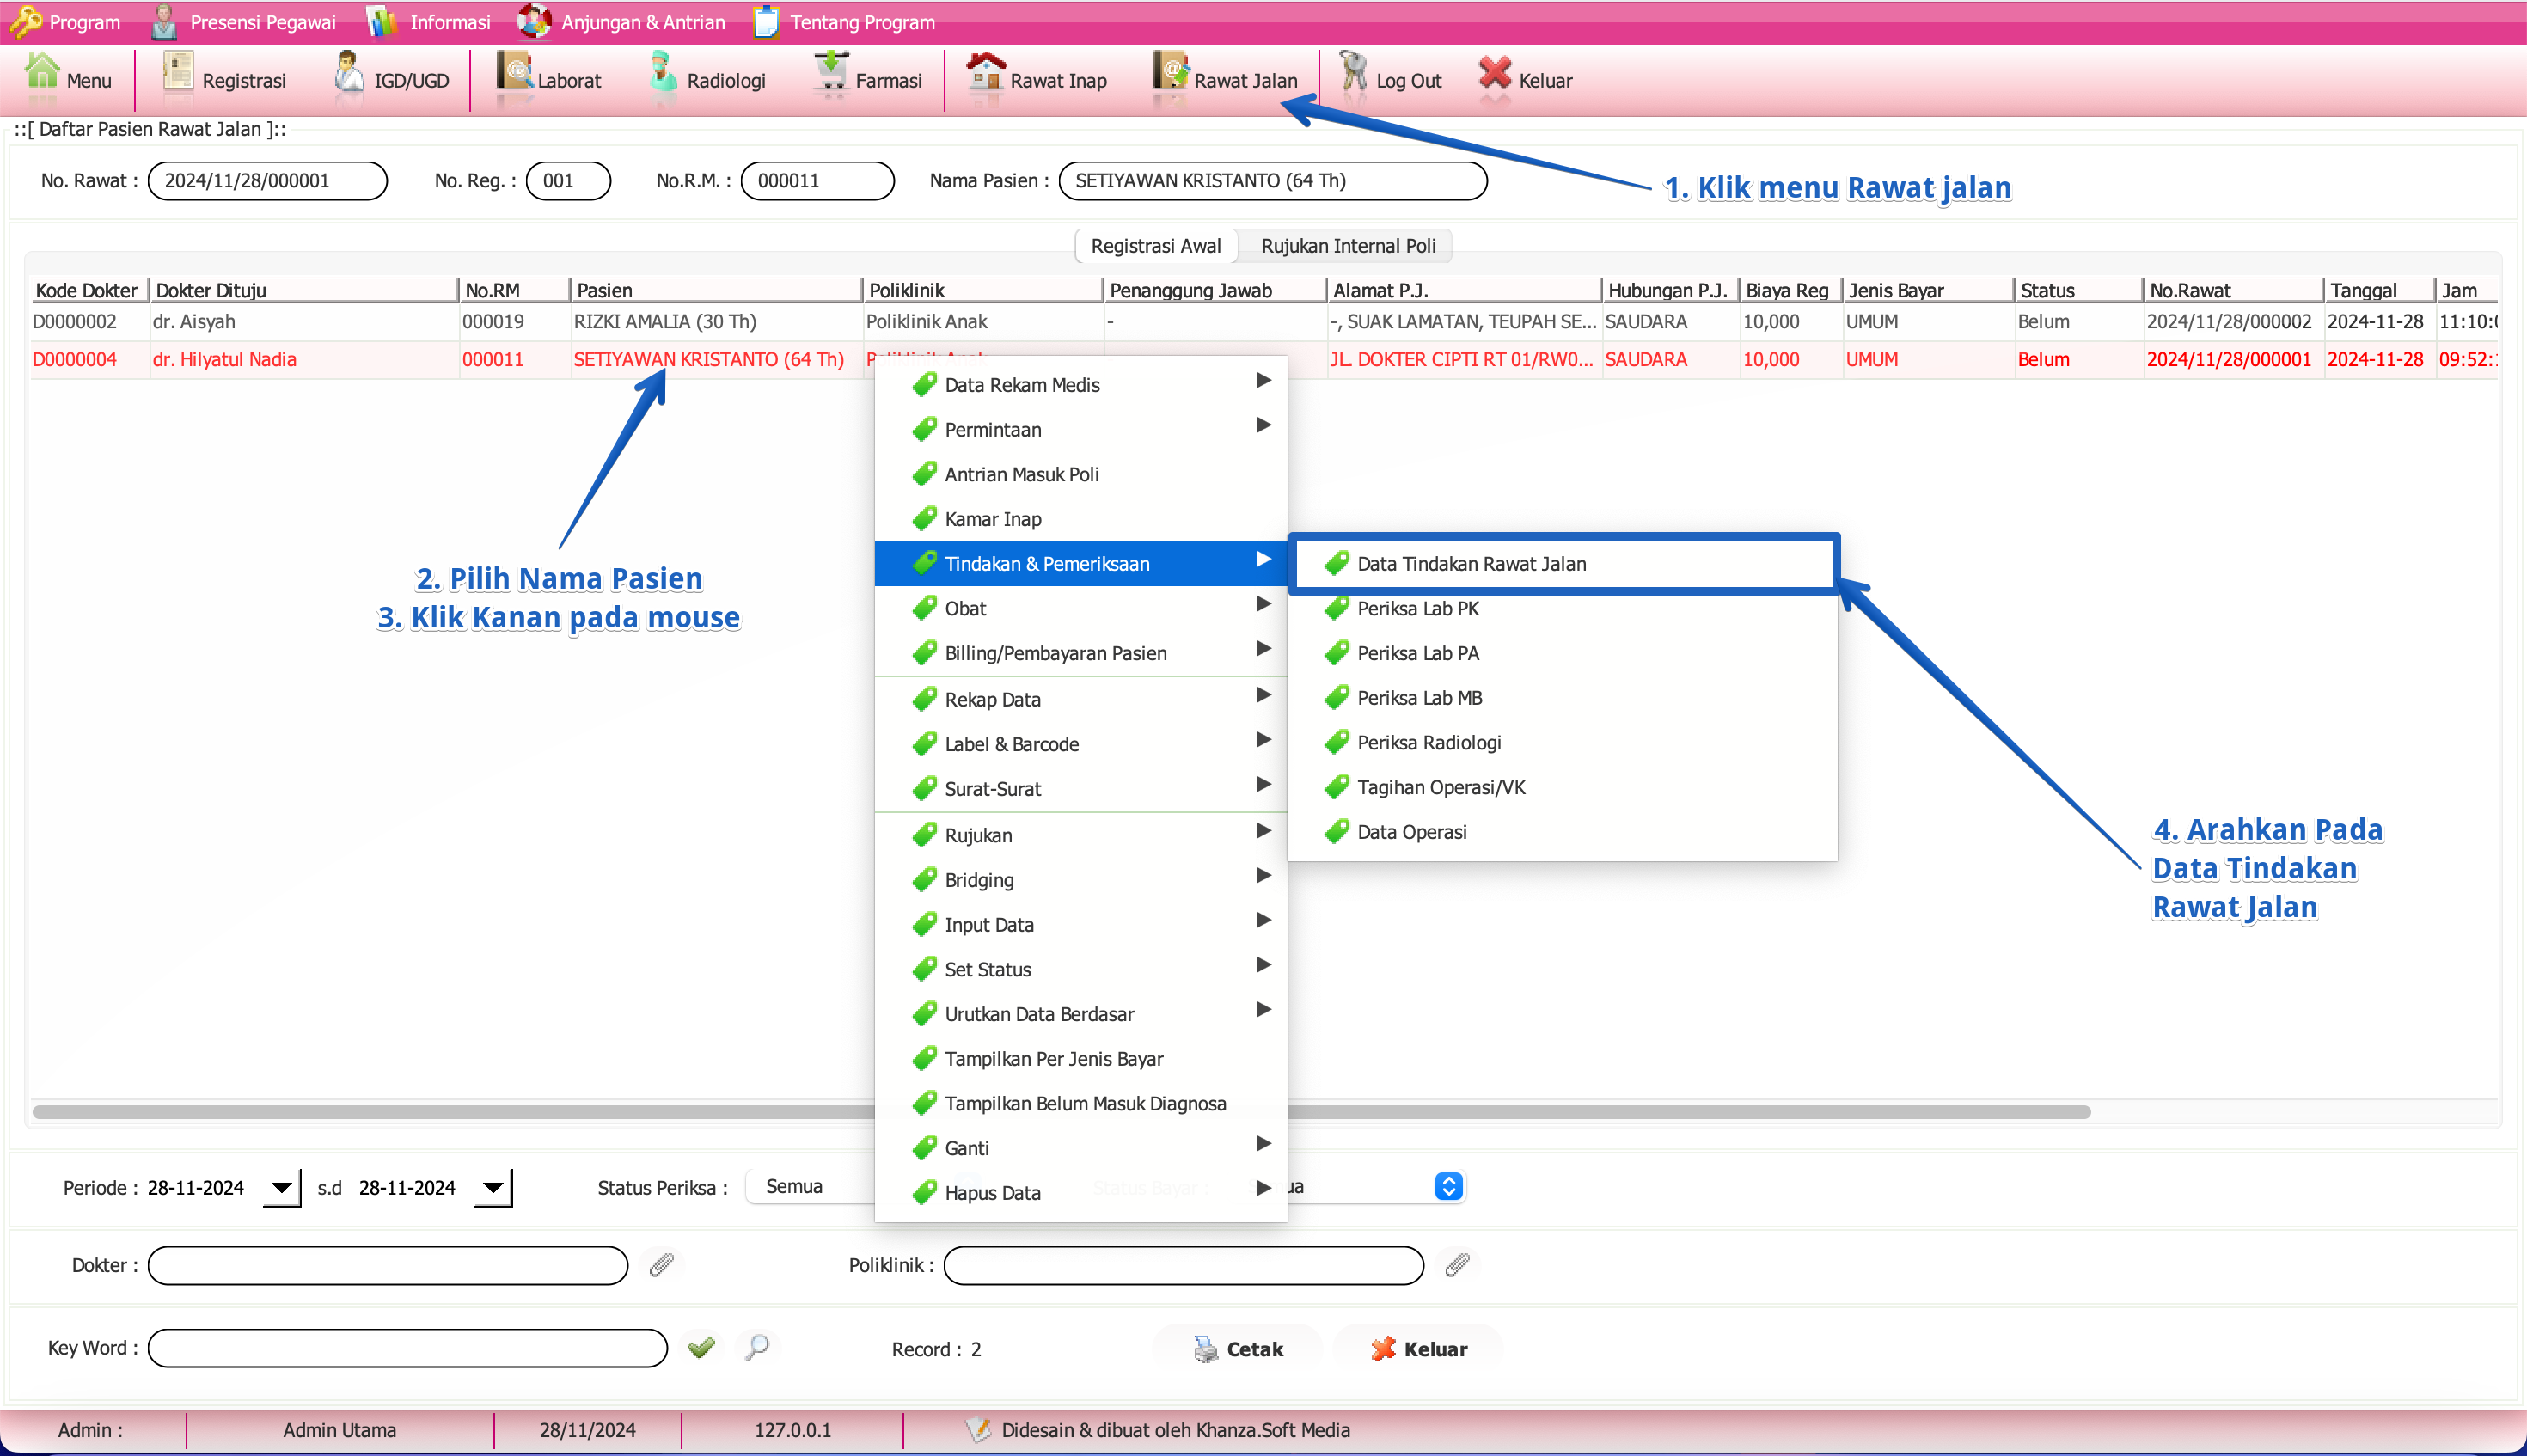 Program Presensi Pegawai Informasi Anjungan & Antrian Tentang Program
Menu Registrasi IGD/UGD Laborat Radiologi Farmasi Rawat Inap Rawat Jalan Log Out Keluar
::[ Daftar Pasien Rawat Jalan ]::
No. Rawat : 2024/11/28/000001 No. Reg. : 001 No.R.M. : 000011 Nama Pasien : SETIYAWAN KRISTANTO (64 Th)
1. Klik menu Rawat jalan
Registrasi Awal Rujukan Internal Poli
Kode Dokter Dokter Dituju No.RM Pasien Poliklinik Penanggung Jawab Alamat P.J. Hubungan P.J. Biaya Reg Jenis Bayar Status No.Rawat Tanggal Jam
D0000002 dr. Aisyah 000019 RIZKI AMALIA (30 Th) Poliklinik Anak - -, SUAK LAMATAN, TEUPAH SE... SAUDARA 10,000 UMUM Belum 2024/11/28/000002 2024-11-28 11:10:
D0000004 dr. Hilyatul Nadia 000011 SETIYAWAN KRISTANTO (64 Th) JL. DOKTER CIPTI RT 01/RW0... SAUDARA 10,000 UMUM Belum 2024/11/28/000001 2024-11-28 09:52:
Data Rekam Medis
Permintaan
Antrian Masuk Poli
Kamar Inap
Tindakan & Pemeriksaan
Obat
Billing/Pembayaran Pasien
Rekap Data
Label & Barcode
Surat-Surat
Rujukan
Bridging
Input Data
Set Status
Urutkan Data Berdasar
Tampilkan Per Jenis Bayar
Tampilkan Belum Masuk Diagnosa
Ganti
Hapus Data
Data Tindakan Rawat Jalan
Periksa Lab PK
Periksa Lab PA
Periksa Lab MB
Periksa Radiologi
Tagihan Operasi/VK
Data Operasi
2. Pilih Nama Pasien
3. Klik Kanan pada mouse
4. Arahkan Pada
Data Tindakan
Rawat Jalan
Periode : 28-11-2024 s.d 28-11-2024 Status Periksa : Semua Status Bayar :
Dokter : Poliklinik :
Key Word : Record : 2 Cetak Keluar
Admin : Admin Utama 28/11/2024 127.0.0.1 Didesain & dibuat oleh Khanza.Soft Media